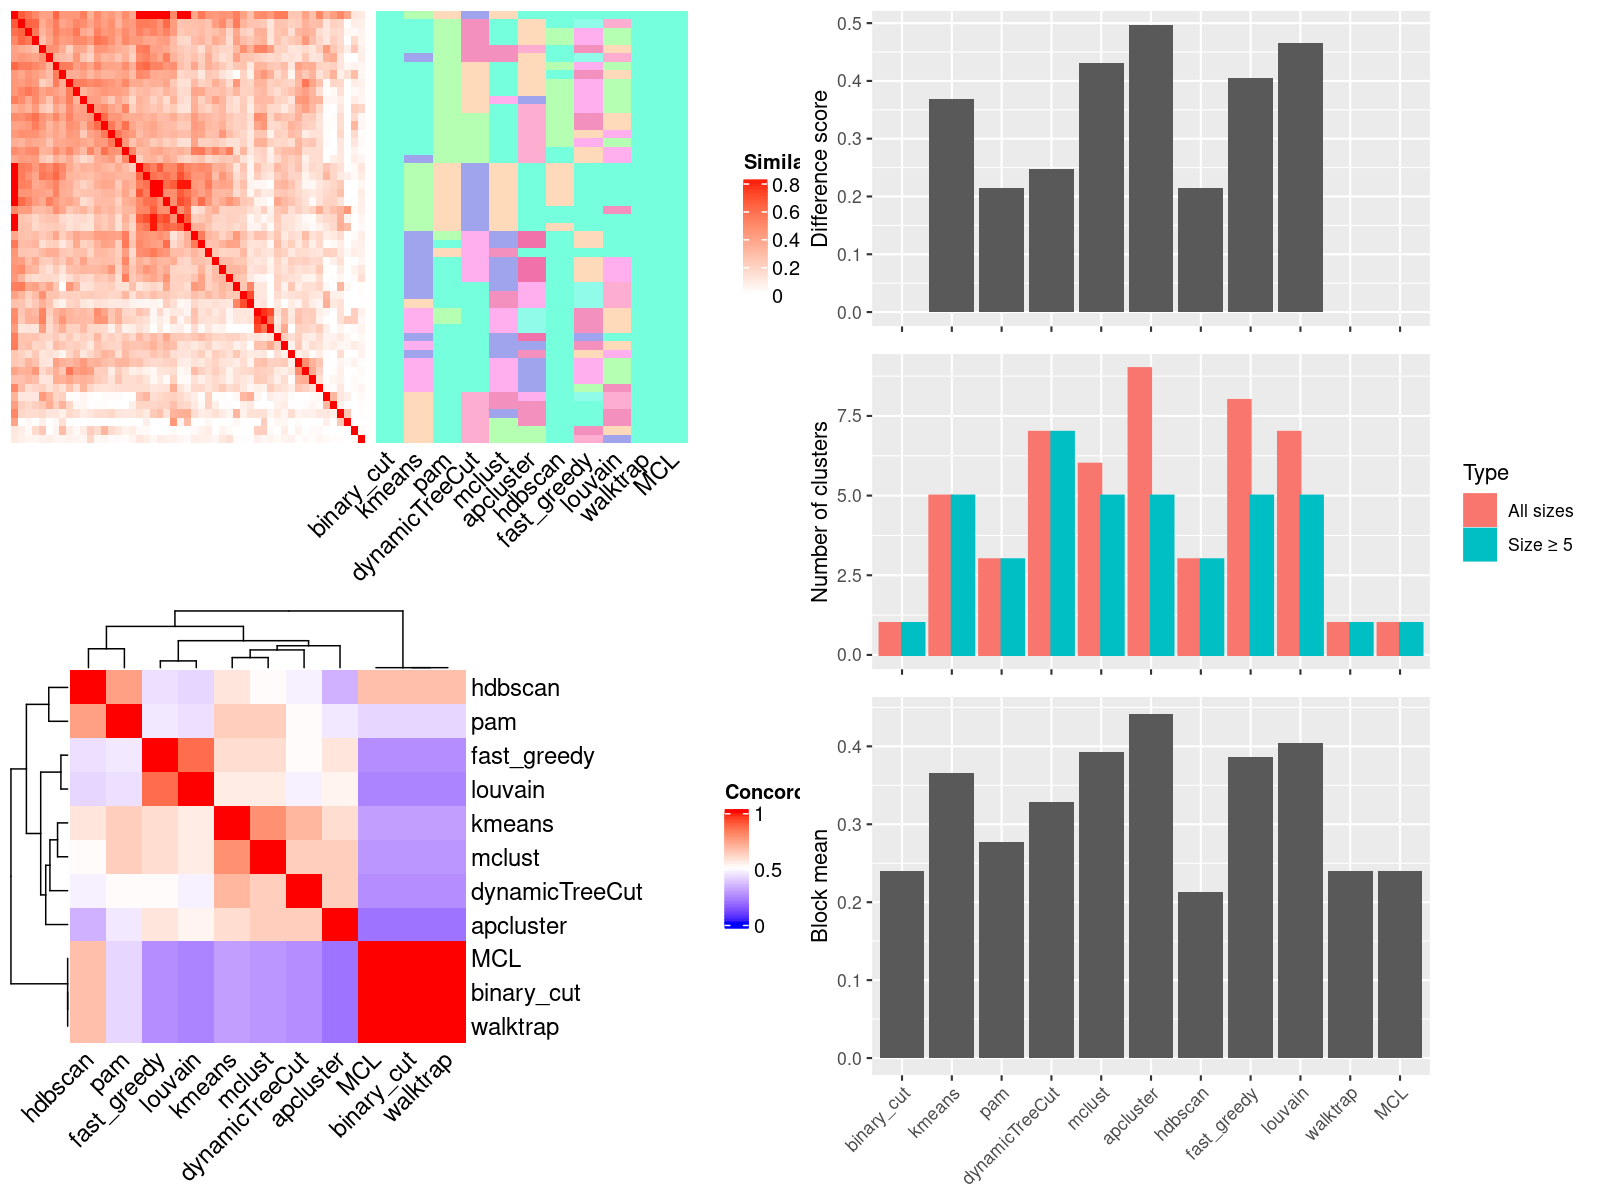 Simila
0.8
0.6
0.4
0.2
0
binary_cut
kmeans
pam
dynamicTreeCut
mclust
apcluster
hdbscan
fast_greedy
louvain
walktrap
MCL
hdbscan
pam
fast_greedy
louvain
kmeans
mclust
dynamicTreeCut
apcluster
MCL
binary_cut
walktrap
hdbscan
pam
fast_greedy
louvain
kmeans
mclust
dynamicTreeCut
apcluster
MCL
binary_cut
walktrap
Concord
1
0.5
0
Difference score
0.5
0.4
0.3
0.2
0.1
0.0
Number of clusters
7.5
5.0
2.5
0.0
Type
All sizes
Size ≥ 5
Block mean
0.4
0.3
0.2
0.1
0.0
binary_cut
kmeans
pam
dynamicTreeCut
mclust
apcluster
hdbscan
fast_greedy
louvain
walktrap
MCL